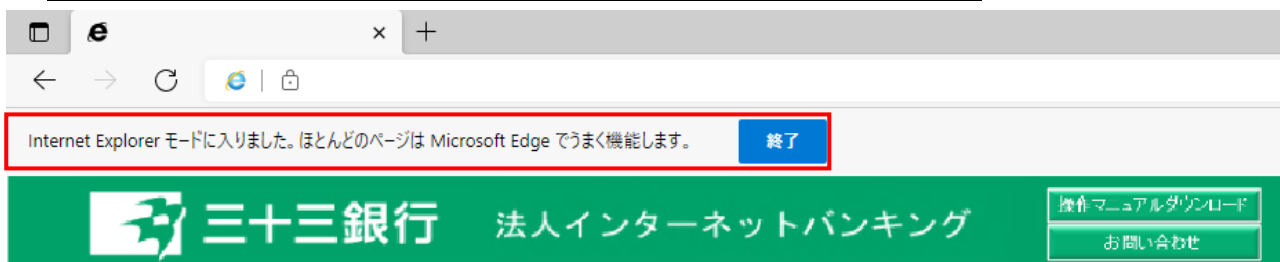 Internet Explorer モードに入りました。ほとんどのページは Microsoft Edge でうまく機能します。 終了
三十三銀行 法人インターネットバンキング
操作マニュアルダウンロード
お問い合わせ